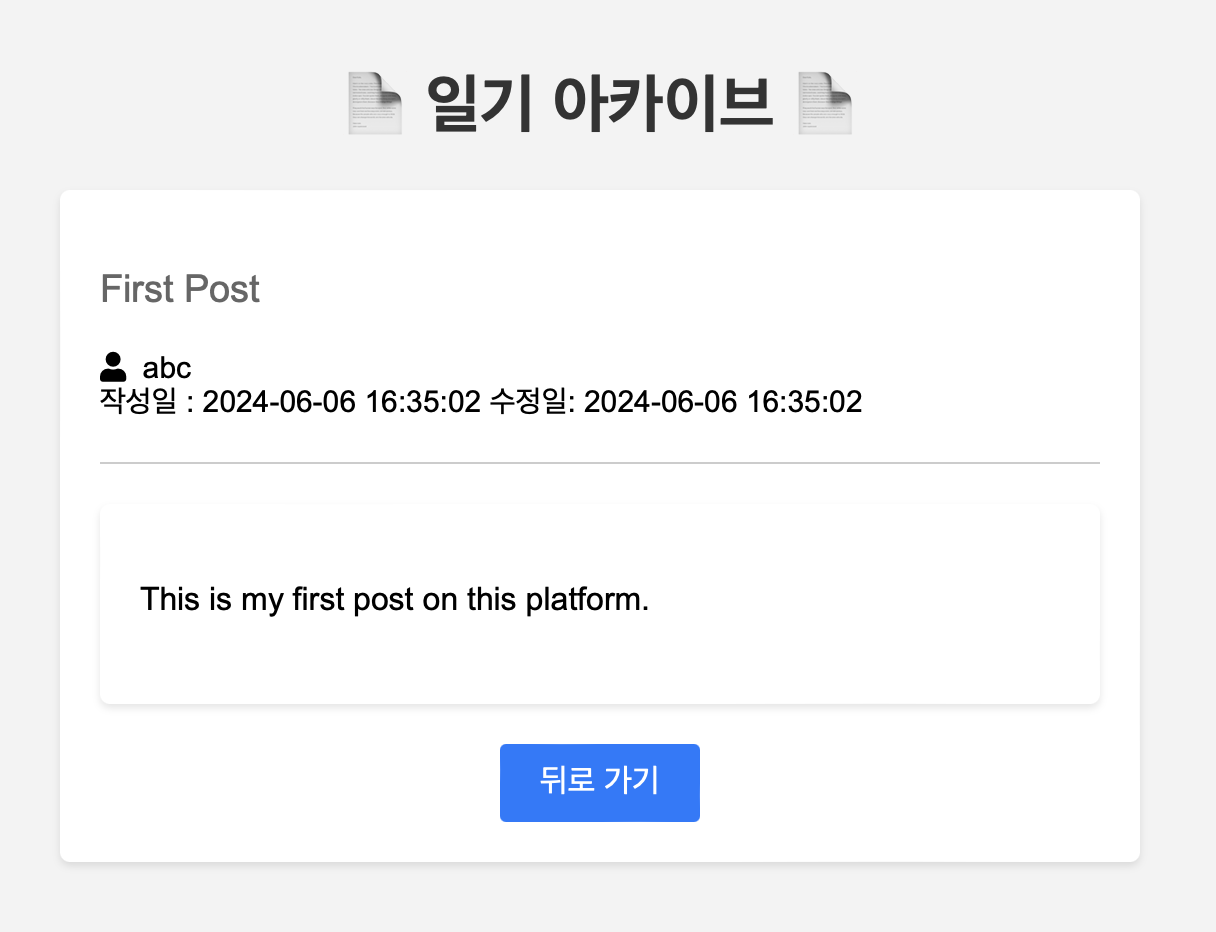 📄 일기 아카이브 📄
First Post
abc
작성일 : 2024-06-06 16:35:02 수정일: 2024-06-06 16:35:02
This is my first post on this platform.
뒤로 가기